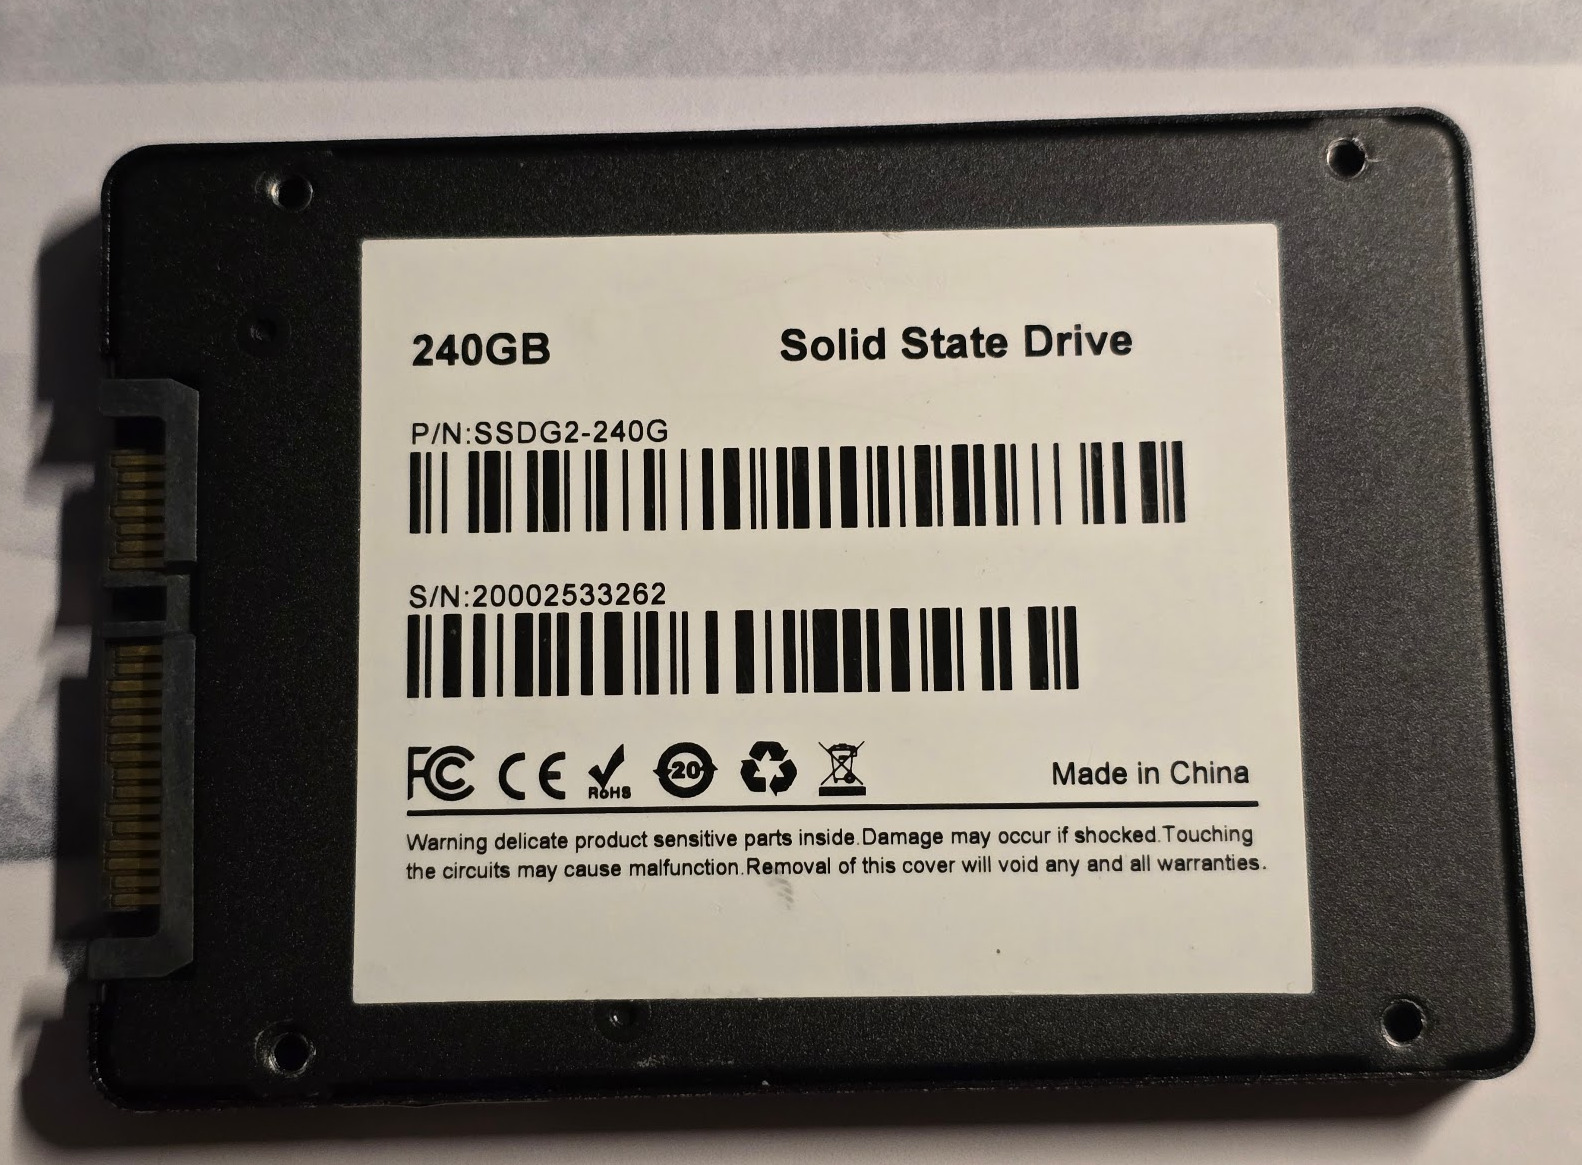 240GB Solid State Drive
P/N:SSDG2-240G
S/N:20002533262
FC CE RoHS 20 Made in China
Warning delicate product sensitive parts inside.Damage may occur if shocked.Touching
the circuits may cause malfunction.Removal of this cover will void any and all warranties.